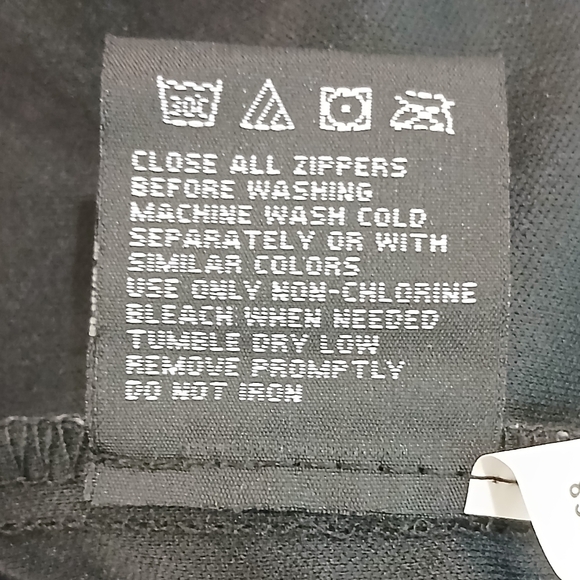 30c
CLOSE ALL ZIPPERS
BEFORE WASHING
MACHINE WASH COLD
SEPARATELY OR WITH
SIMILAR COLORS
USE ONLY NON-CHLORINE
BLEACH WHEN NEEDED
TUMBLE DRY LOW
REMOVE PROMPTLY
DO NOT IRON